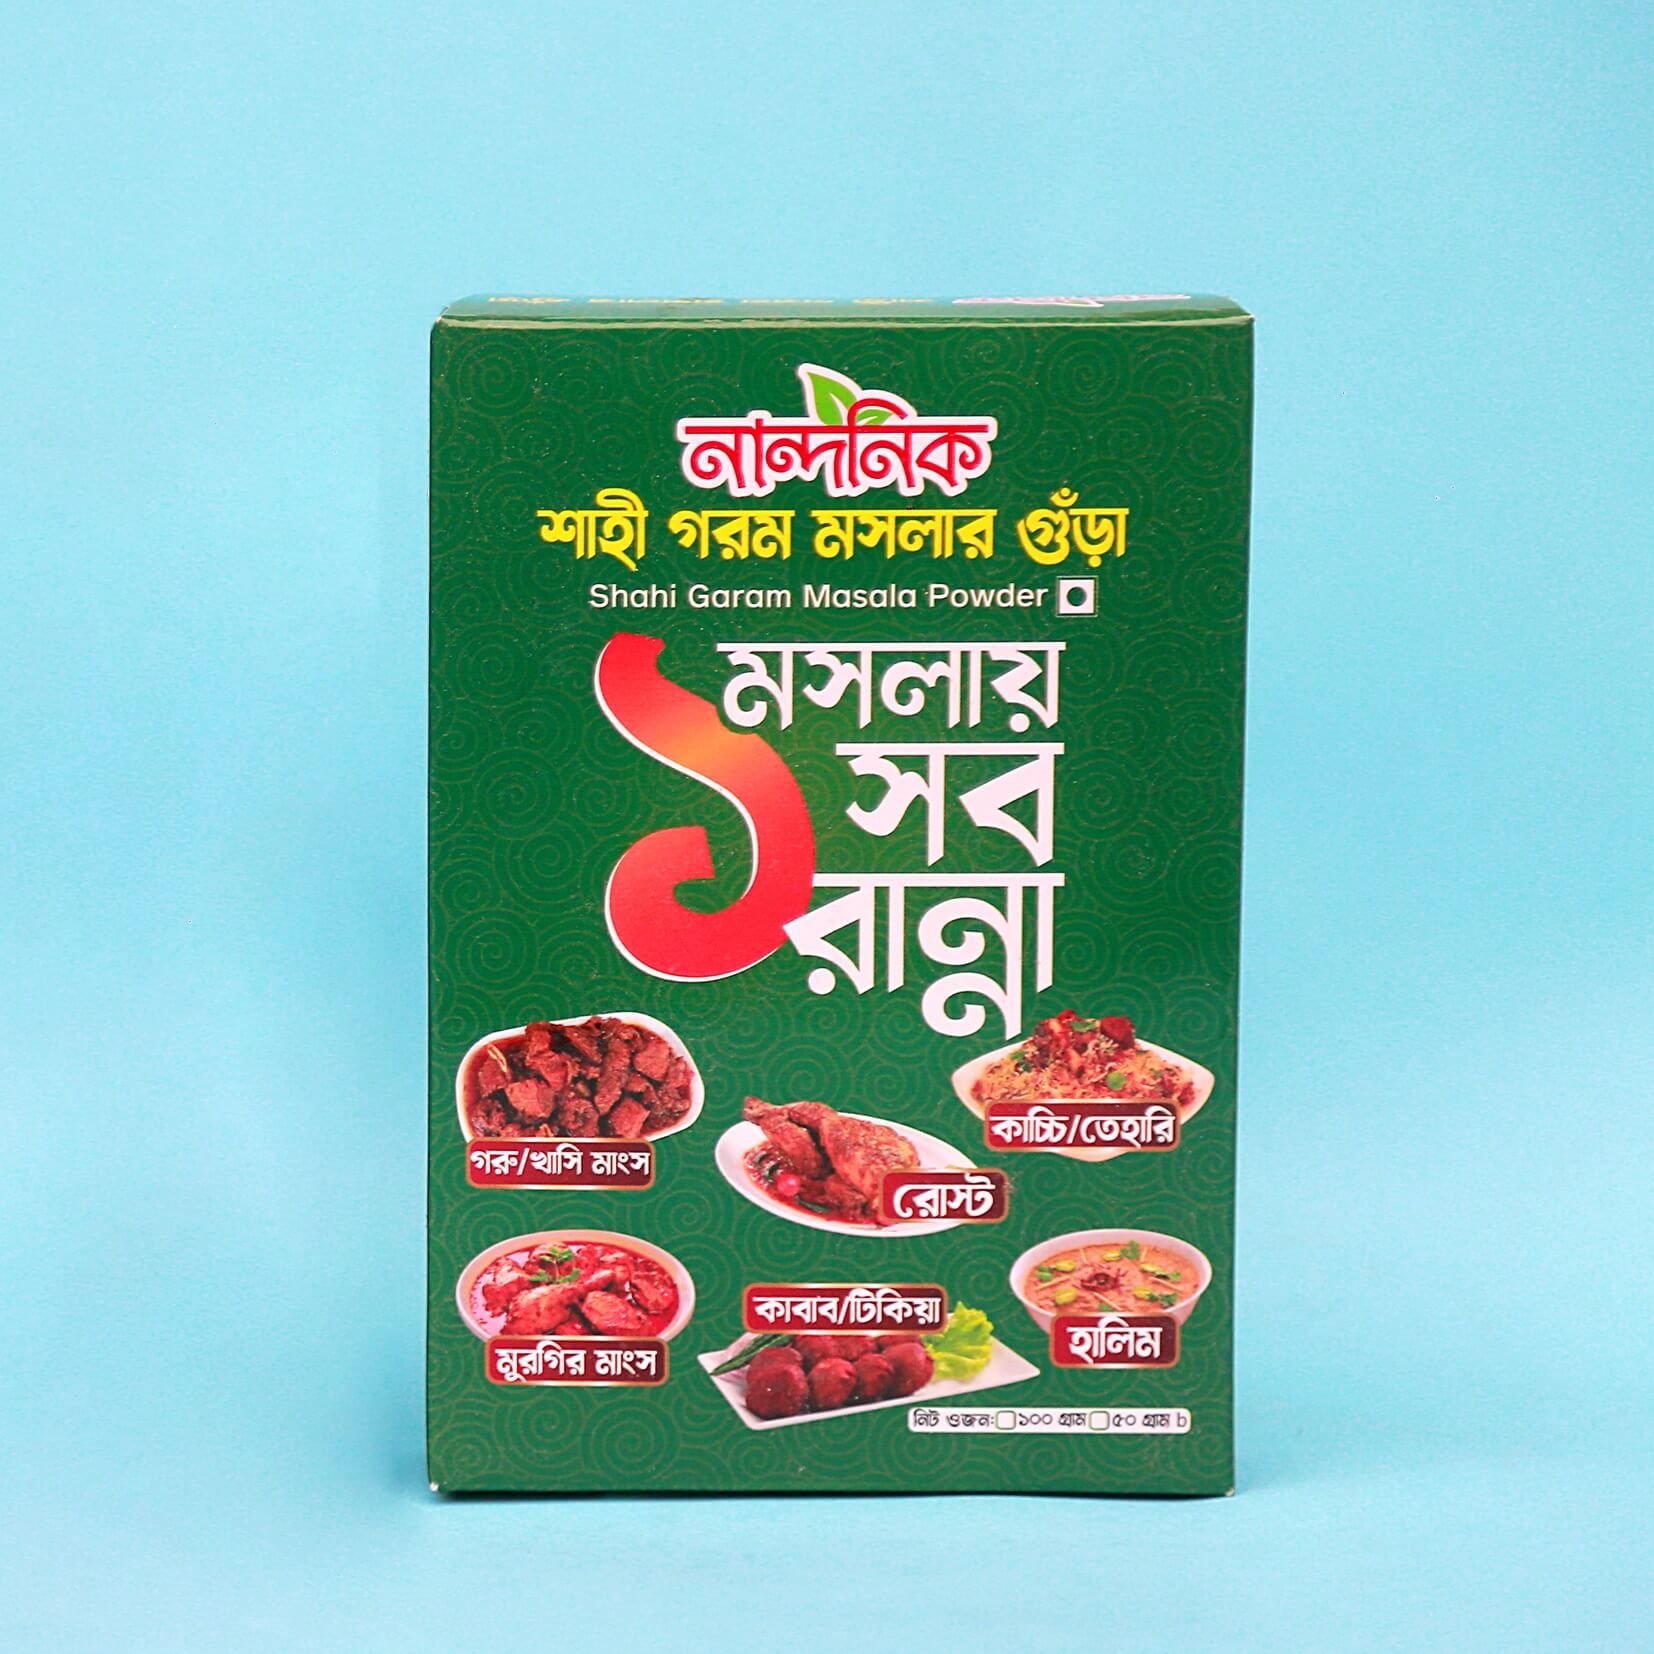 নান্দনিক
শাহী গরম মসলার গুঁড়া
Shahi Garam Masala Powder
১ মসলায়
সব
রান্না
গরু/খাসি মাংস
কাচ্চি/তেহারি
রোস্ট
মুরগির মাংস
কাবাব/টিকিয়া
হালিম
নিট ওজন: ১০০ গ্রাম ৫০ গ্রাম b